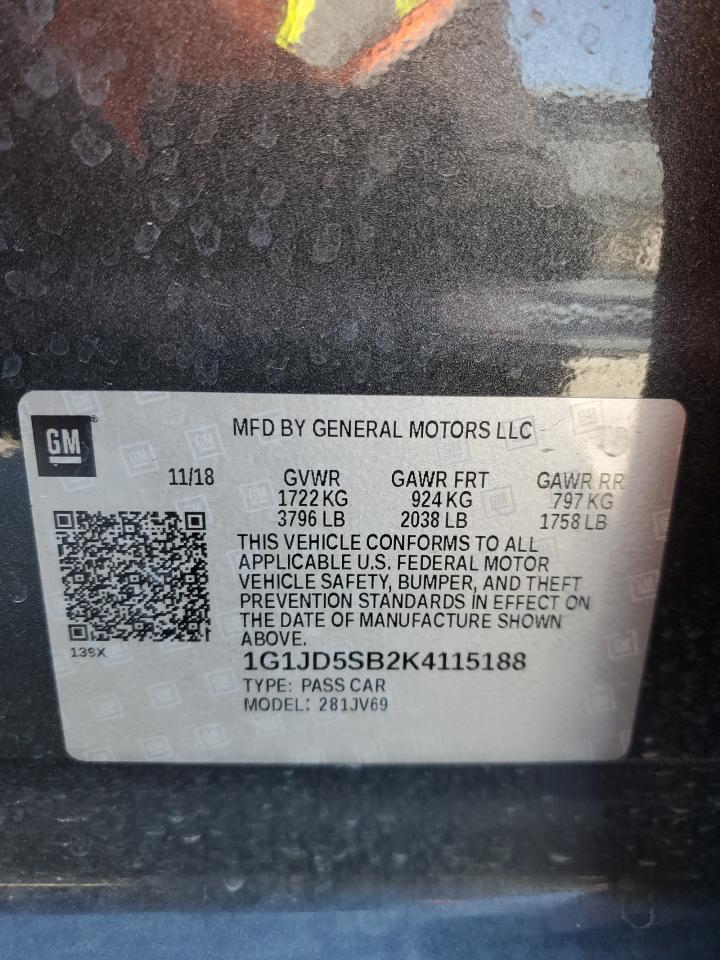 GM
MFD BY GENERAL MOTORS LLC
11/18 GVWR GAWR FRT GAWR RR
1722 KG 924 KG 797 KG
3796 LB 2038 LB 1758 LB
THIS VEHICLE CONFORMS TO ALL
APPLICABLE U.S. FEDERAL MOTOR
VEHICLE SAFETY, BUMPER, AND THEFT
PREVENTION STANDARDS IN EFFECT ON
THE DATE OF MANUFACTURE SHOWN
ABOVE.
139X
1G1JD5SB2K4115188
TYPE: PASS CAR
MODEL: 281JV69